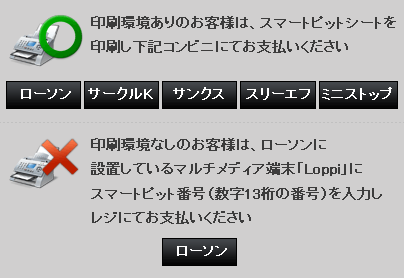 印刷環境ありのお客様は、スマートピットシートを
印刷し下記コンビニにてお支払いください
ローソン サークルK サンクス スリーエフ ミニストップ
印刷環境なしのお客様は、ローソンに
設置しているマルチメディア端末「Loppi」に
スマートピット番号(数字13桁の番号)を入力し
レジにてお支払いください
ローソン